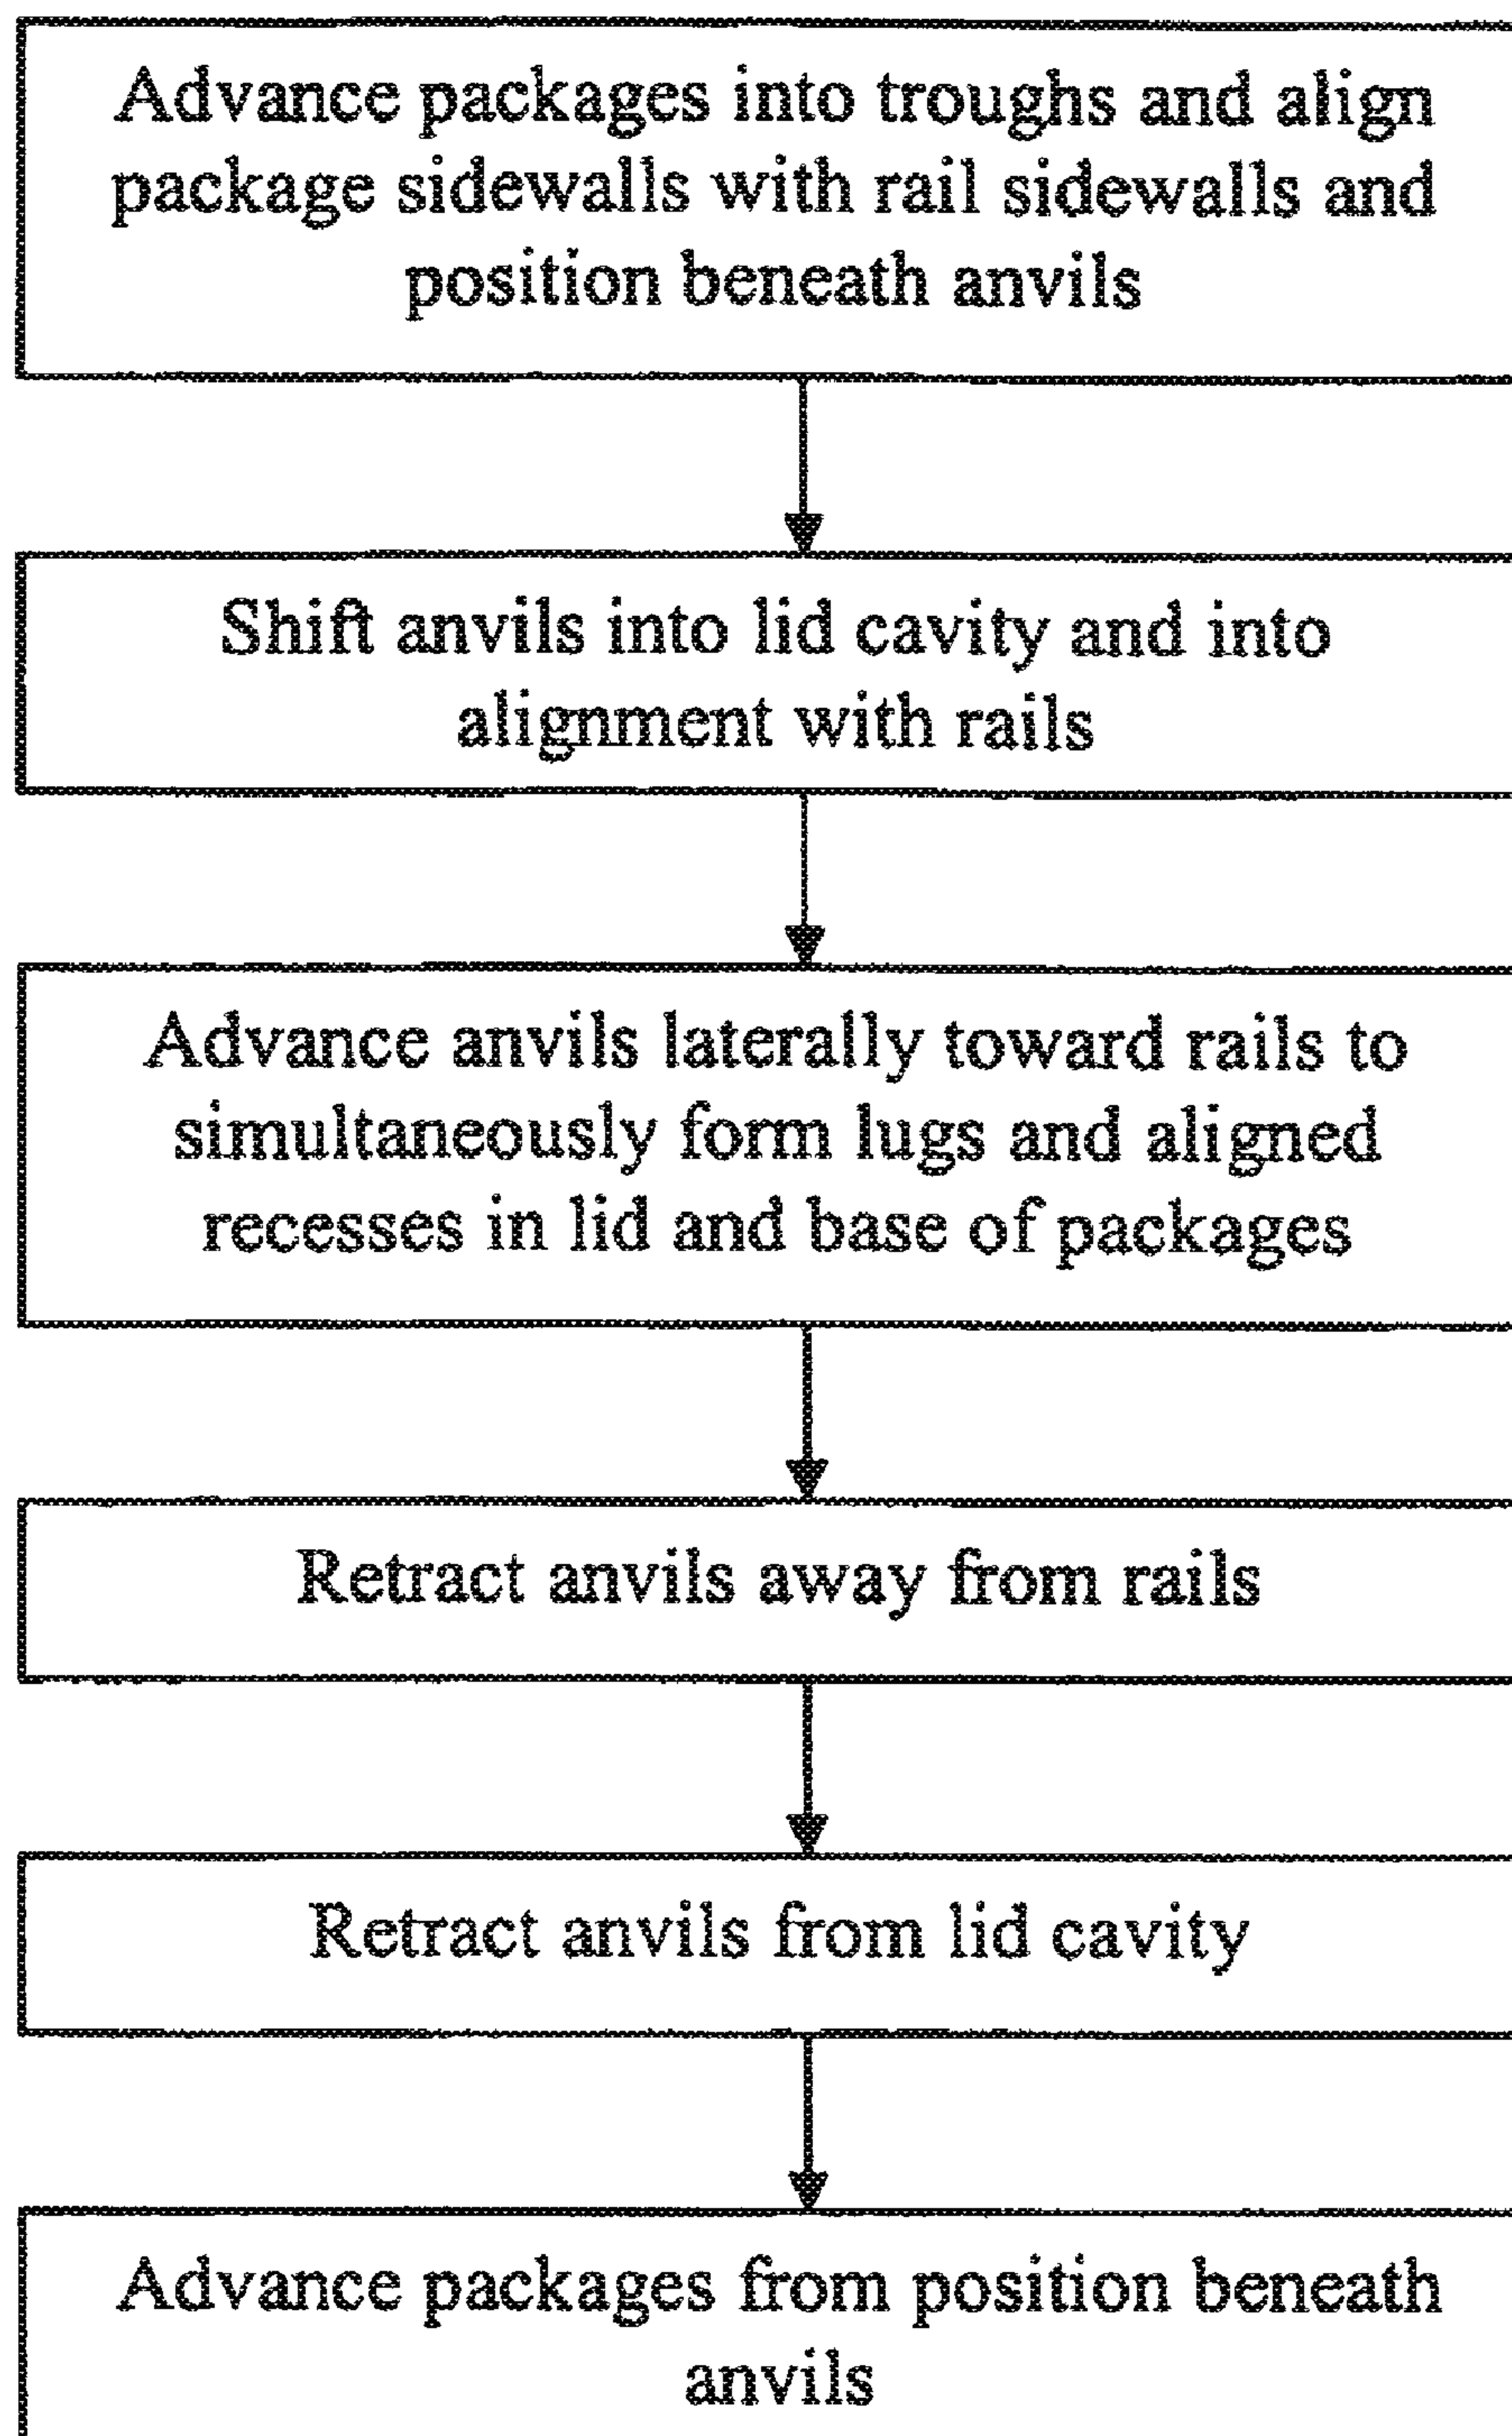 Advance packages into troughs and align
package sidewalls with rail sidewalls and
position beneath anvils
Shift anvils into lid cavity and into
alignment with rails
Advance anvils laterally toward rails to
simultaneously form lugs and aligned
recesses in lid and base of packages
Retract anvils away from rails
Retract anvils from lid cavity
Advance packages from position beneath
anvils